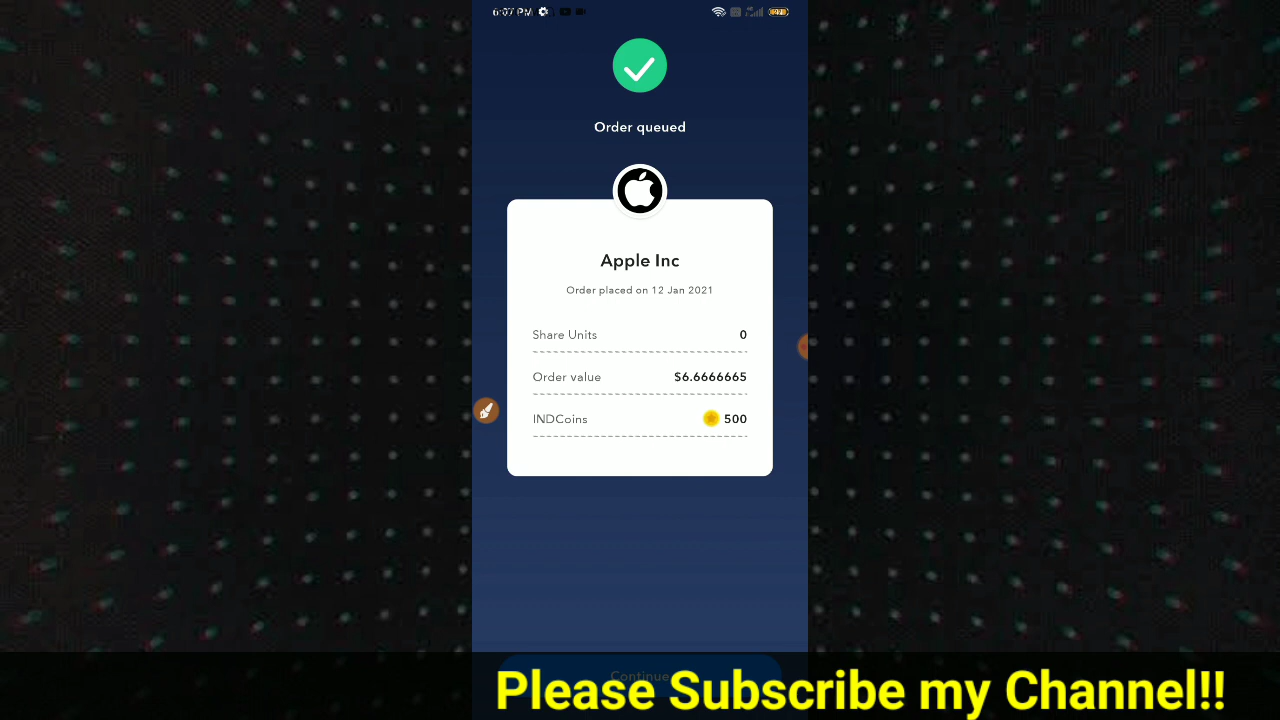 6:07 PM
Order queued
Apple Inc
Order placed on 12 Jan 2021
Share Units 0
Order value $6.6666665
INDCoins 500
Continue
Please Subscribe my Channel!!